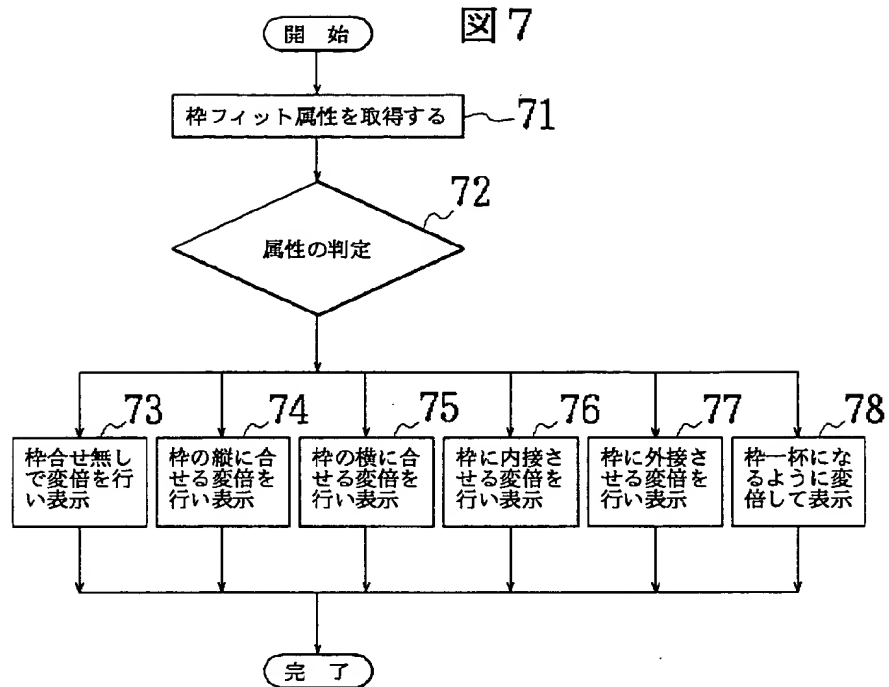 図7
開 始
枠フィット属性を取得する
71
72
属性の判定
73
枠合せ無し
で変倍を行
い表示
74
枠の縦に合
せる変倍を
行い表示
75
枠の横に合
せる変倍を
行い表示
76
枠に内接さ
せる変倍を
行い表示
77
枠に外接さ
せる変倍を
行い表示
78
枠一杯にな
るように変
倍して表示
完 了